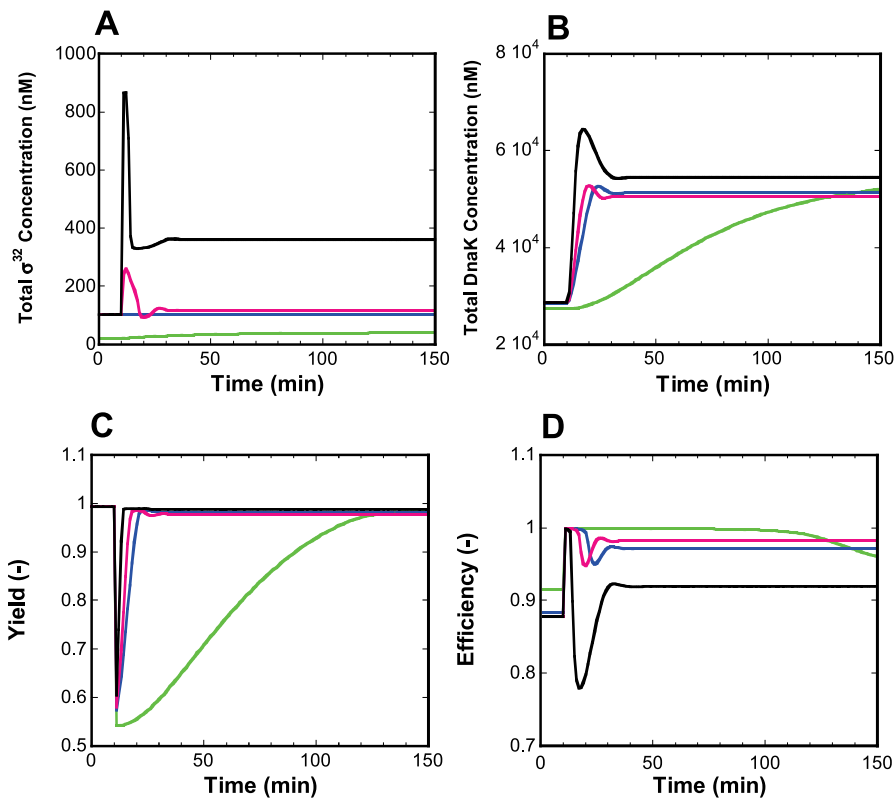 A
Total σ³² Concentration (nM)
1000
800
600
400
200
0
0 50 100 150
Time (min)
B
Total DnaK Concentration (nM)
8 10⁴
6 10⁴
4 10⁴
2 10⁴
0 50 100 150
Time (min)
C
Yield (-)
1.1
1
0.9
0.8
0.7
0.6
0.5
0 50 100 150
Time (min)
D
Efficiency (-)
1.1
1
0.9
0.8
0.7
0 50 100 150
Time (min)